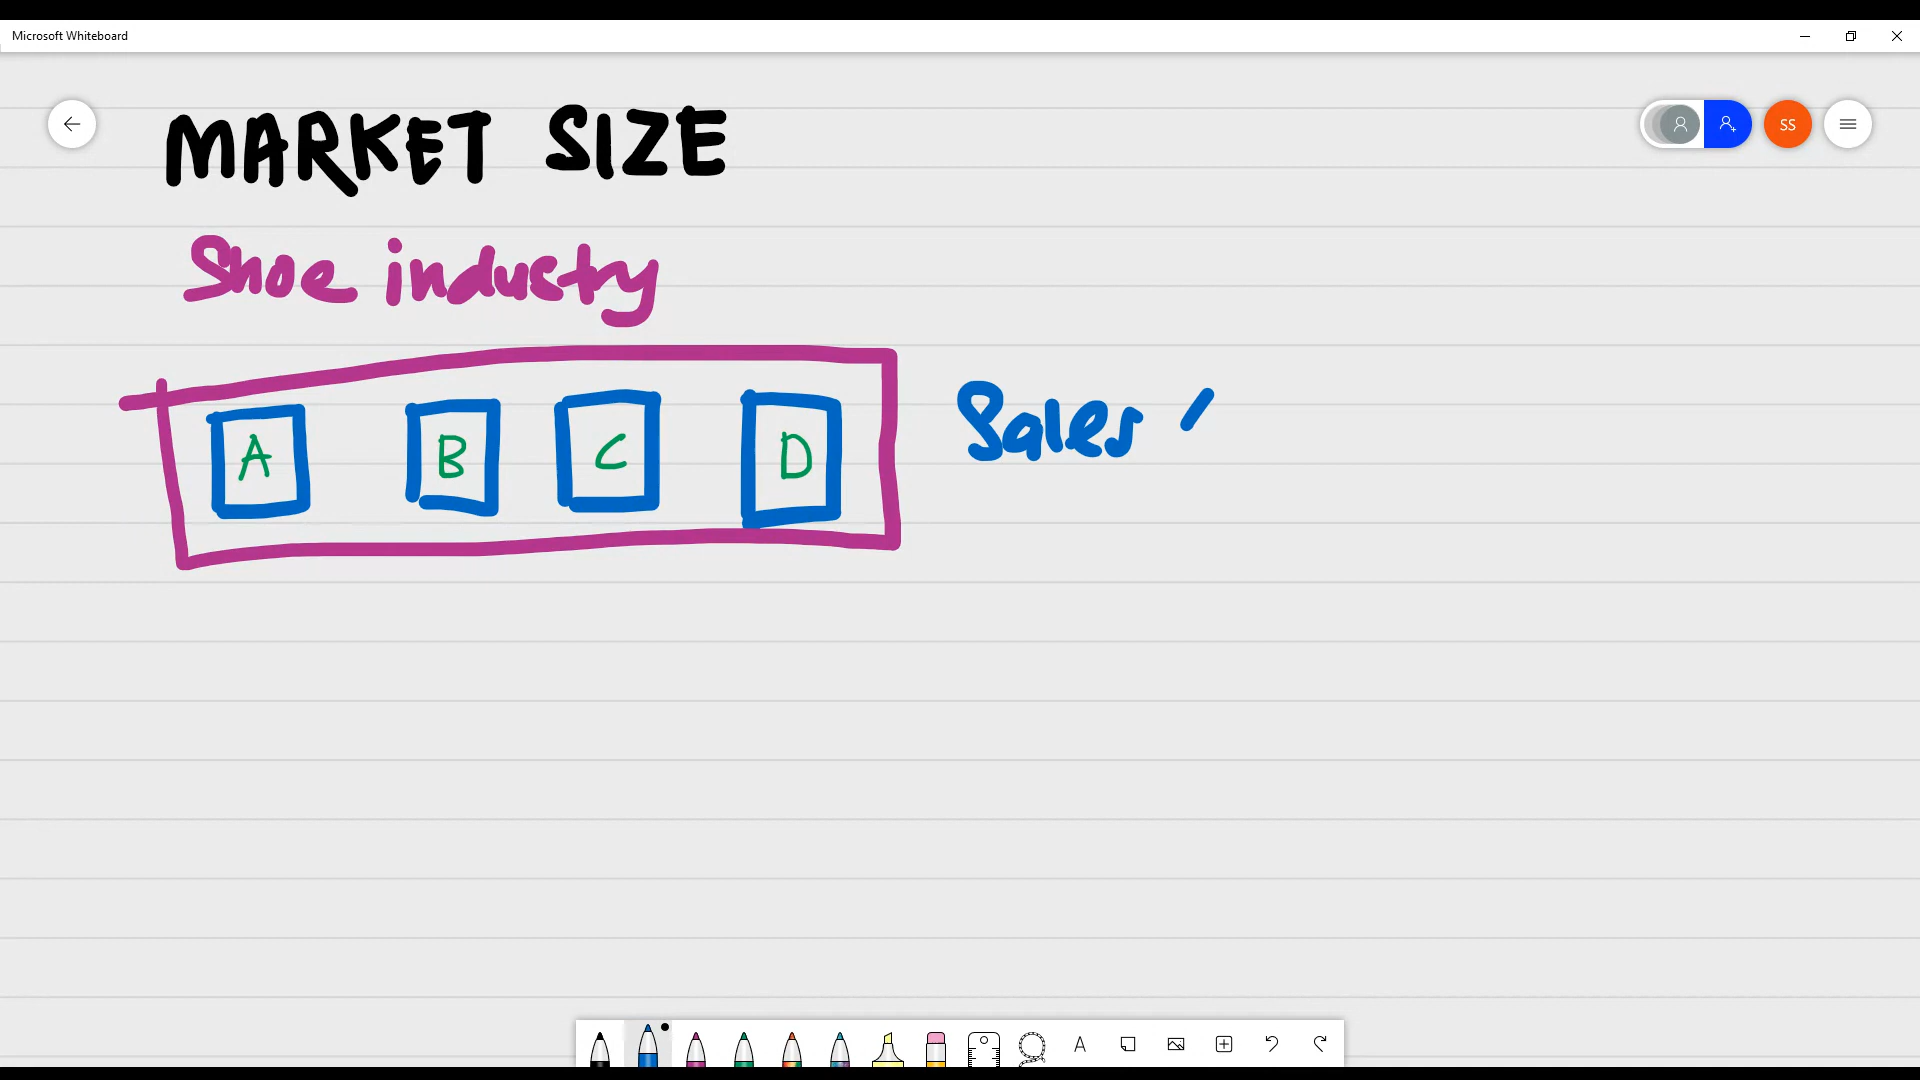 Microsoft Whiteboard
MARKET SIZE
SS
Shoe industry
A B C D
Sales